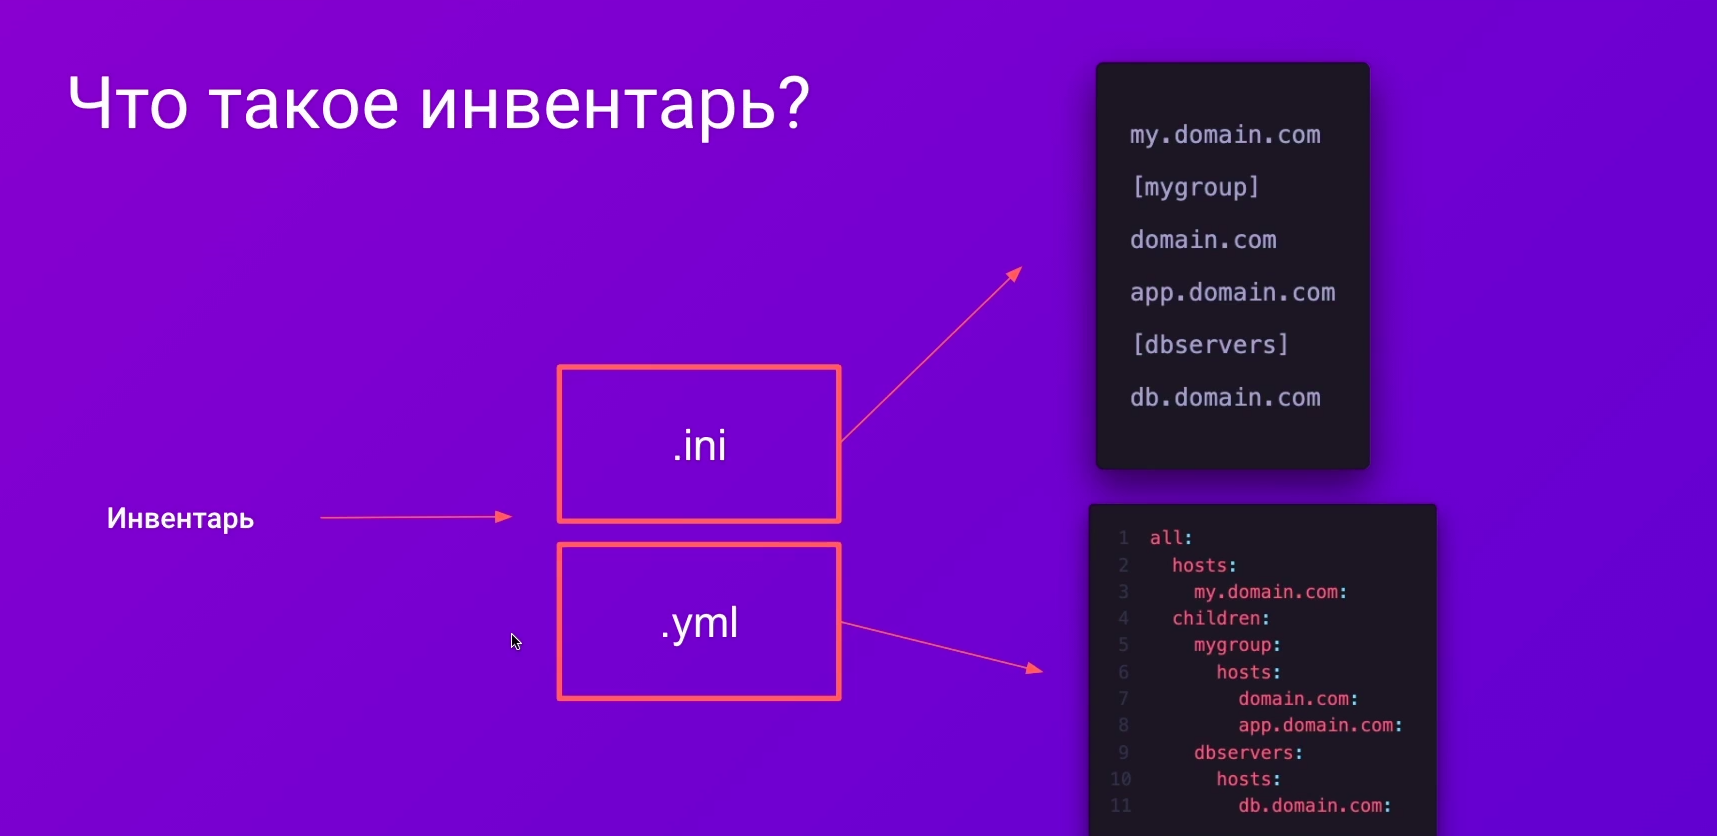 Что такое инвентарь?
Инвентарь
.ini
.yml
my.domain.com
[mygroup]
domain.com
app.domain.com
[dbservers]
db.domain.com
1 all:
2 hosts:
3 my.domain.com:
4 children:
5 mygroup:
6 hosts:
7 domain.com:
8 app.domain.com:
9 dbservers:
10 hosts:
11 db.domain.com: